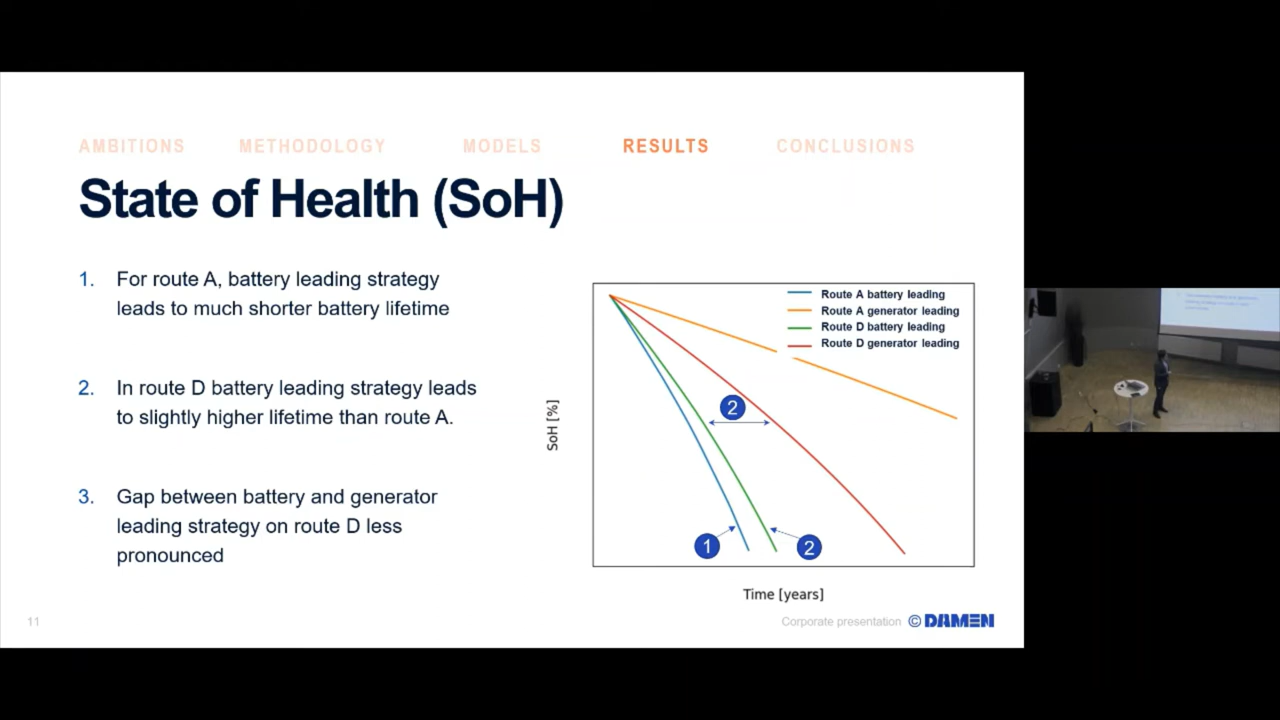 AMBITIONS METHODOLOGY MODELS RESULTS CONCLUSIONS
State of Health (SoH)
1. For route A, battery leading strategy
leads to much shorter battery lifetime
2. In route D battery leading strategy leads
to slightly higher lifetime than route A.
3. Gap between battery and generator
leading strategy on route D less
pronounced
Route A battery leading
Route A generator leading
Route D battery leading
Route D generator leading
2
SoH [%]
1
2
Time [years]
11
Corporate presentation © DAMEN